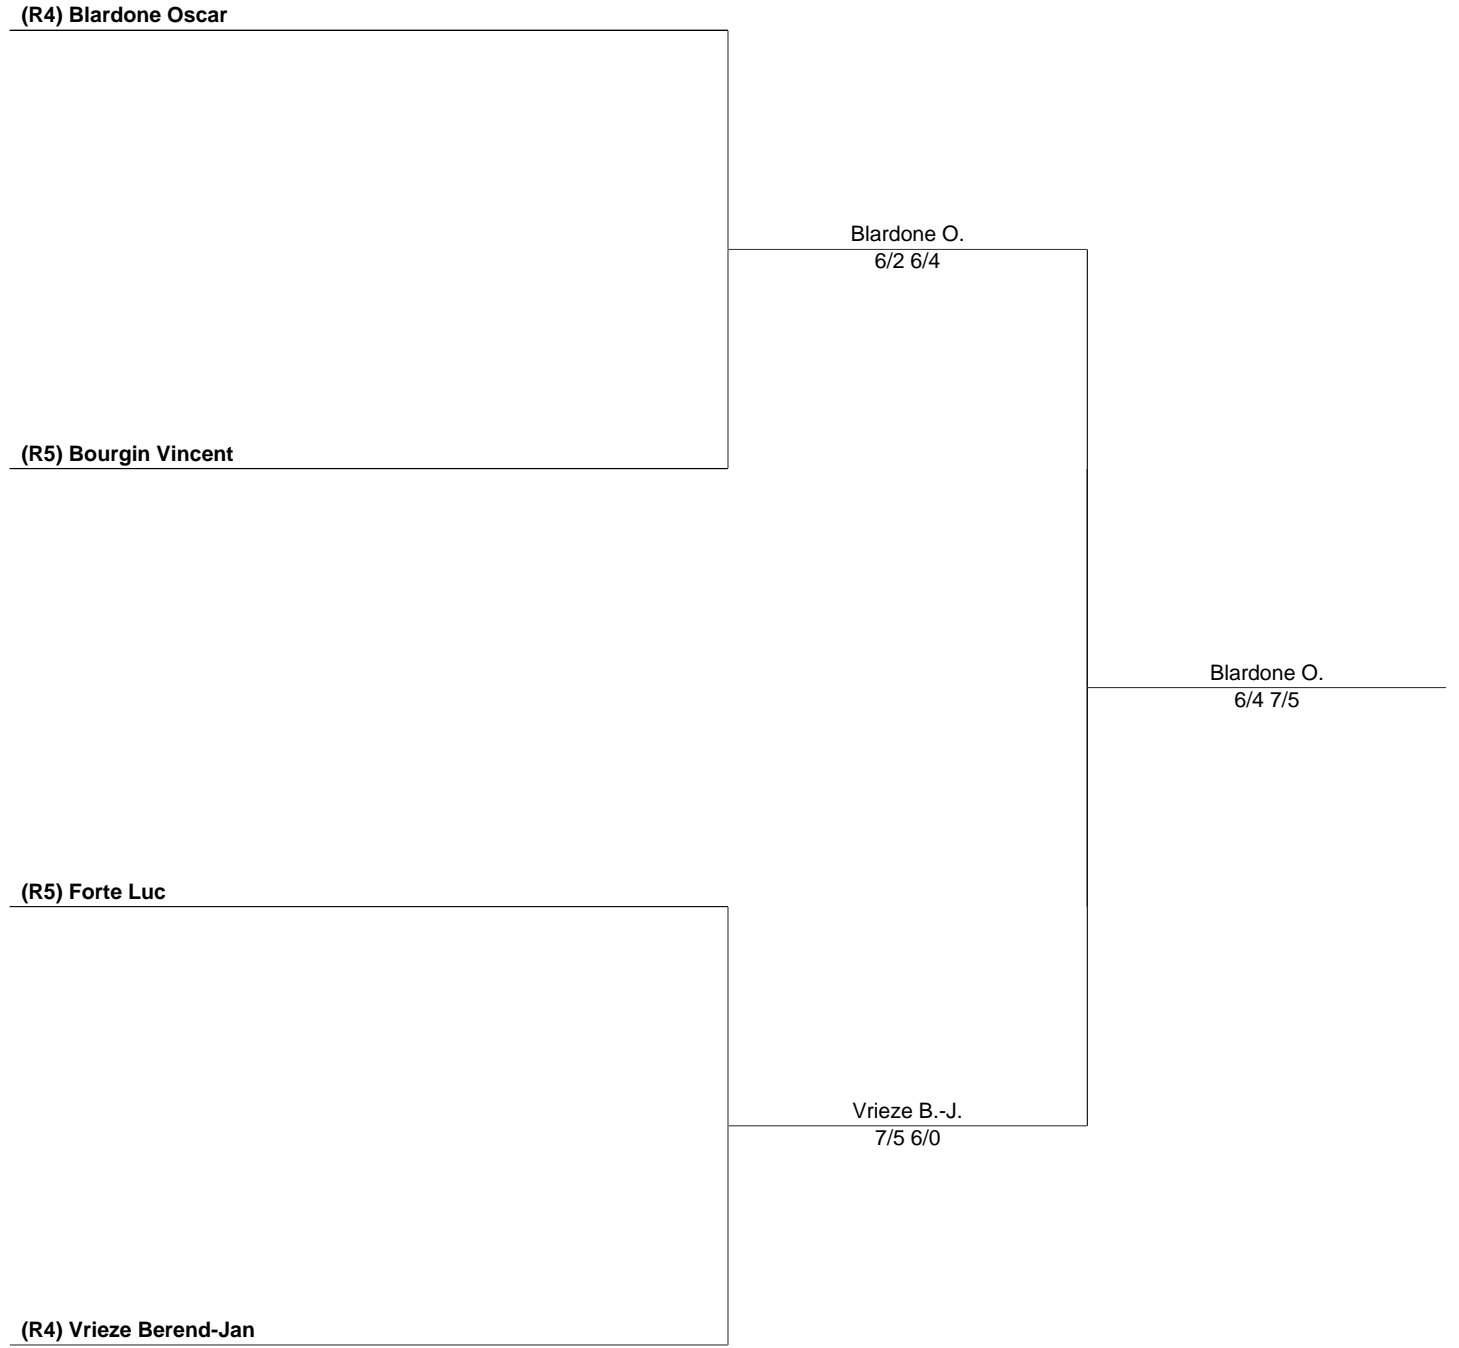 (R4) Blardone Oscar
Blardone O.
6/2 6/4
(R5) Bourgin Vincent
Blardone O.
6/4 7/5
(R5) Forte Luc
Vrieze B.-J.
7/5 6/0
(R4) Vrieze Berend-Jan